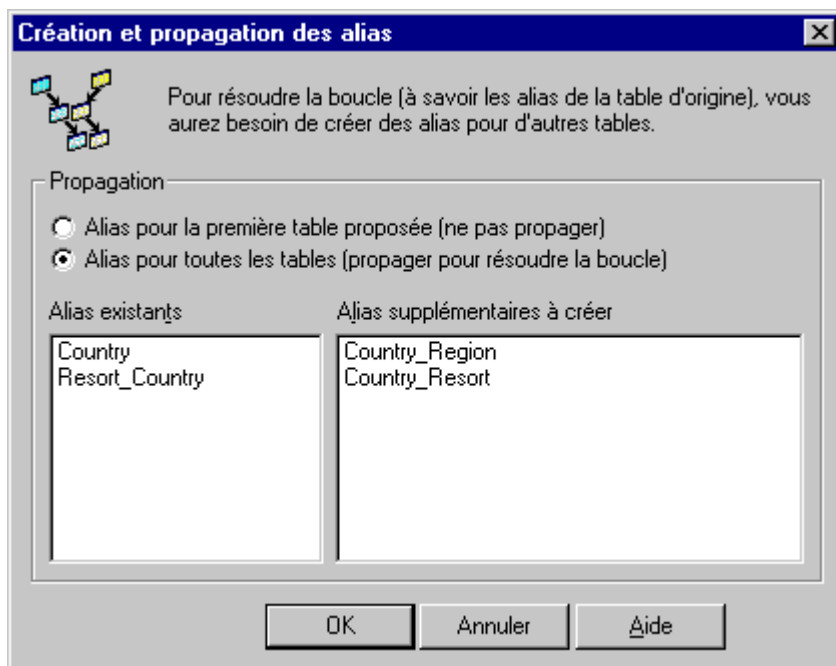 Création et propagation des alias
Pour résoudre la boucle (à savoir les alias de la table d'origine), vous
aurez besoin de créer des alias pour d'autres tables.
Propagation
Alias pour la première table proposée (ne pas propager)
Alias pour toutes les tables (propager pour résoudre la boucle)
Alias existants
Country
Resort_Country
Alias supplémentaires à créer
Country_Region
Country_Resort
OK
Annuler
Aide